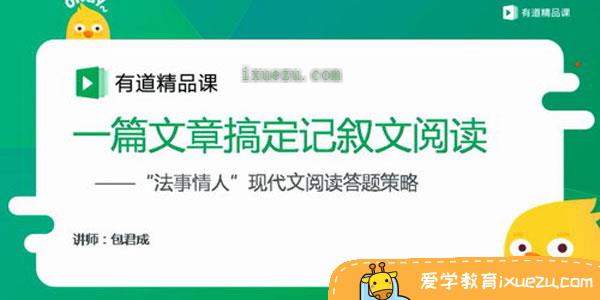 OKAY~
有道精品课
ixuezu.com
有道精品课
一篇文章搞定记叙文阅读
——“法事情人”现代文阅读答题策略
讲师：包君成
爱学教育ixuezu.com